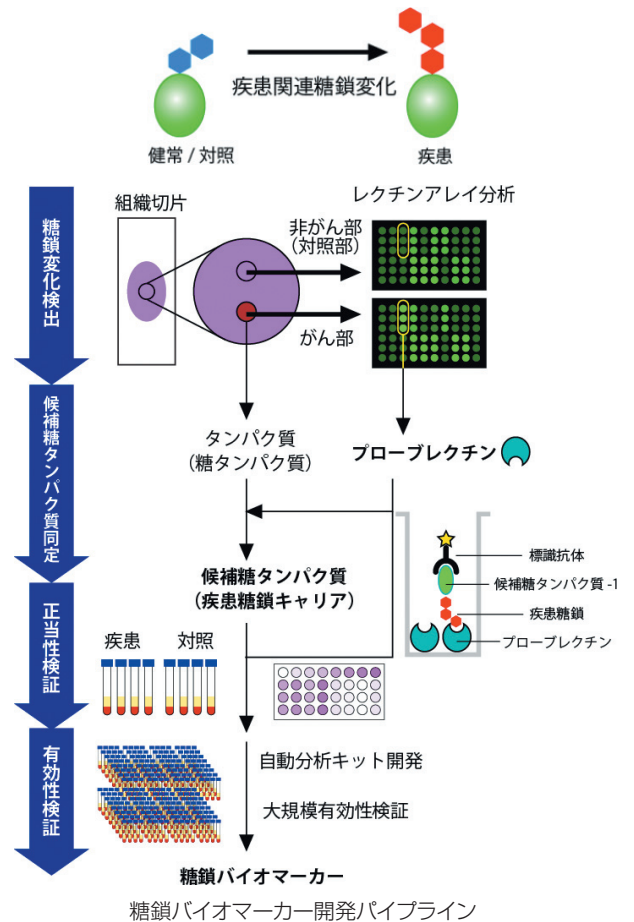 疾患関連糖鎖変化
健常 / 対照
疾患
糖鎖変化検出
組織切片
レクチンアレイ分析
非がん部
（対照部）
がん部
候補糖タンパク質同定
タンパク質
（糖タンパク質）
プローブレクチン
標識抗体
候補糖タンパク質 -1
疾患糖鎖
プローブレクチン
候補糖タンパク質
（疾患糖鎖キャリア）
正当性検証
疾患
対照
有効性検証
自動分析キット開発
大規模有効性検証
糖鎖バイオマーカー
糖鎖バイオマーカー開発パイプライン